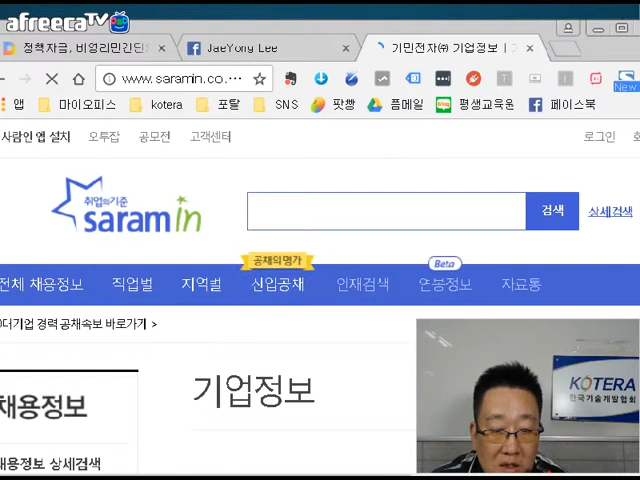 afreecaTV
정책자금, 비영리민간단
JaeYong Lee
기민전자㈜ 기업정보 | 기
www.saramin.co.…
New
앱 마이오피스 kotera 포탈 SNS 팟빵 플메일 평생교육원 페이스북
사람인 앱 설치 오투잡 공모전 고객센터 로그인
취업의기준
saramin
검색
상세검색
공채의명가
Beta
전체 채용정보 직업별 지역별 신입공채 인재검색 연봉정보 자료통
0대기업 경력 공채속보 바로가기 >
채용정보
기업정보
채용정보 상세검색
KOTERA
한국기술개발협회